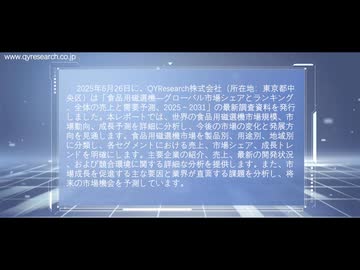 www.qyresearch.co.jp
2025年6月26日に、QYResearch株式会社（所在地：東京都中
央区）は「食品用磁選機―グローバル市場シェアとランキング
、全体の売上と需要予測、2025～2031」の最新調査資料を発行
しました。本レポートでは、世界の食品用磁選機市場規模、市
場動向、成長予測を詳細に分析し、今後の市場の変化と発展方
向を見通します。食品用磁選機市場を製品別、用途別、地域別
に分類し、各セグメントにおける売上、市場シェア、成長トレ
ンドを明確にします。主要企業の紹介、売上、最新の開発状況
、および競合環境に関する詳細な分析を提供します。また、市
場成長を促進する主な要因と業界が直面する課題を分析し、将
来の市場機会を予測しています。